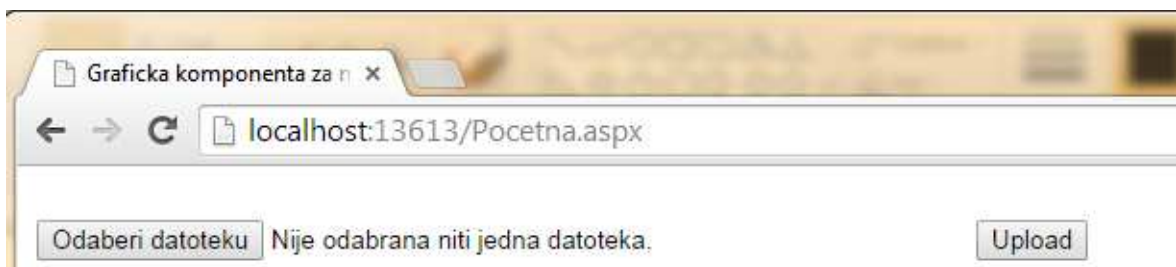 Graficka komponenta za n
localhost:13613/Pocetna.aspx
Odaberi datoteku Nije odabrana niti jedna datoteka. Upload